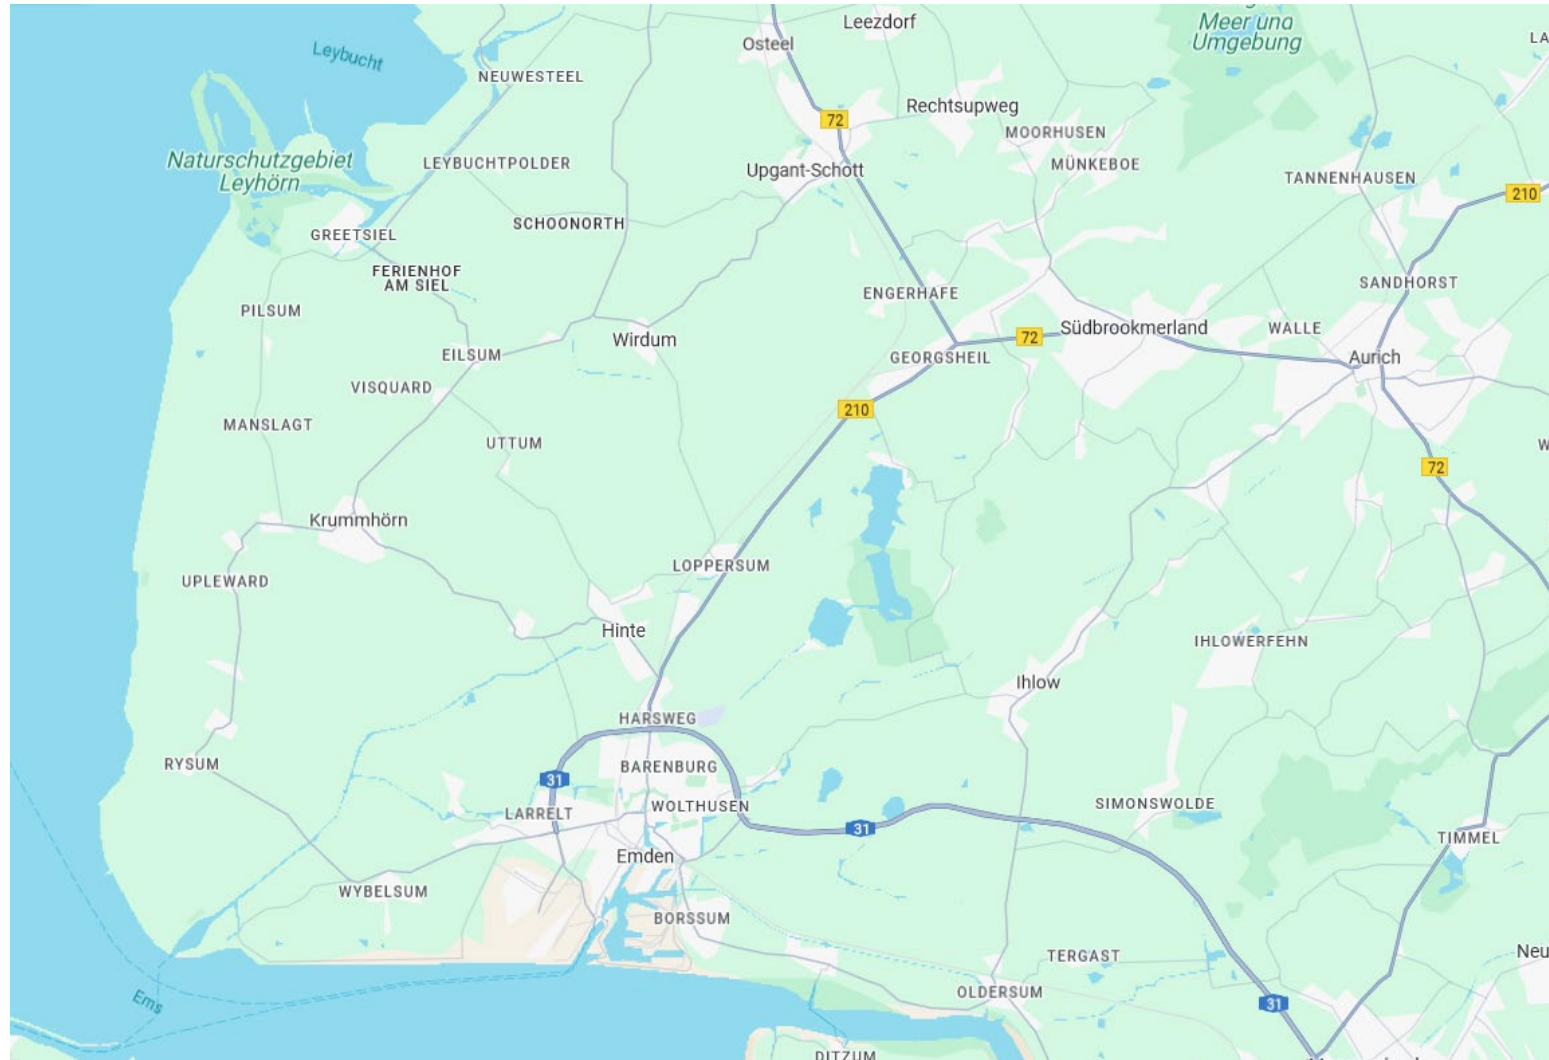 Leezdorf
Meer und
Umgebung
LA
Osteel
Leybucht
NEUWESTEEL
Rechtsupweg
72
MOORHUSEN
Naturschutzgebiet
Leyhörn
LEYBUCHTPOLDER
MÜNKEBOE
Upgant-Schott
TANNENHAUSEN
210
SCHOONORTH
GREETSIEL
FERIENHOF
AM SIEL
SANDHORST
ENGERHAFE
PILSUM
Südbrookmerland
WALLE
72
Wirdum
EILSUM
GEORGSHEIL
Aurich
VISQUARD
210
MANSLAGT
UTTUM
W
72
Krummhörn
LOPPERSUM
UPLEWARD
Hinte
IHLOWERFEHN
Ihlow
HARSWEG
RYSUM
BARENBURG
31
WOLTHUSEN
SIMONSWOLDE
LARRELT
31
TIMMEL
Emden
WYBELSUM
BORSSUM
Neu
TERGAST
OLDERSUM
Ems
31
DITZUM